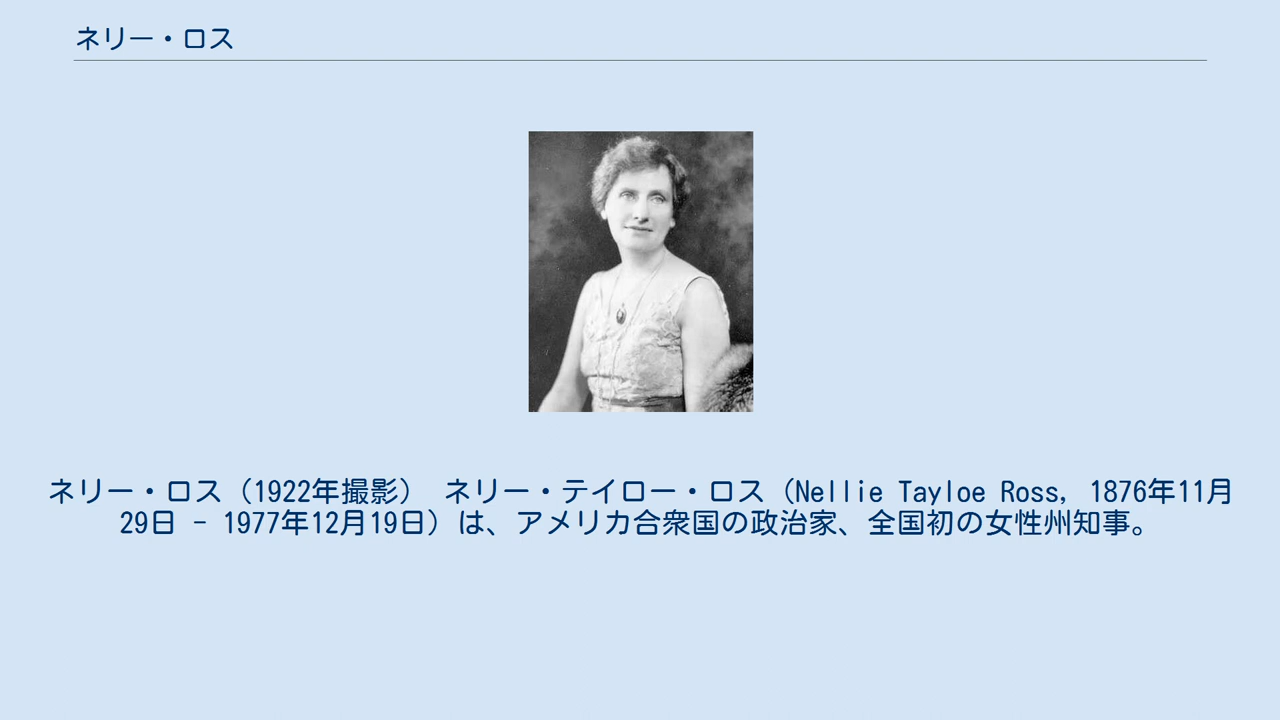 ネリー・ロス
ネリー・ロス（1922年撮影） ネリー・テイロー・ロス（Nellie Tayloe Ross, 1876年11月
29日 - 1977年12月19日）は、アメリカ合衆国の政治家、全国初の女性州知事。